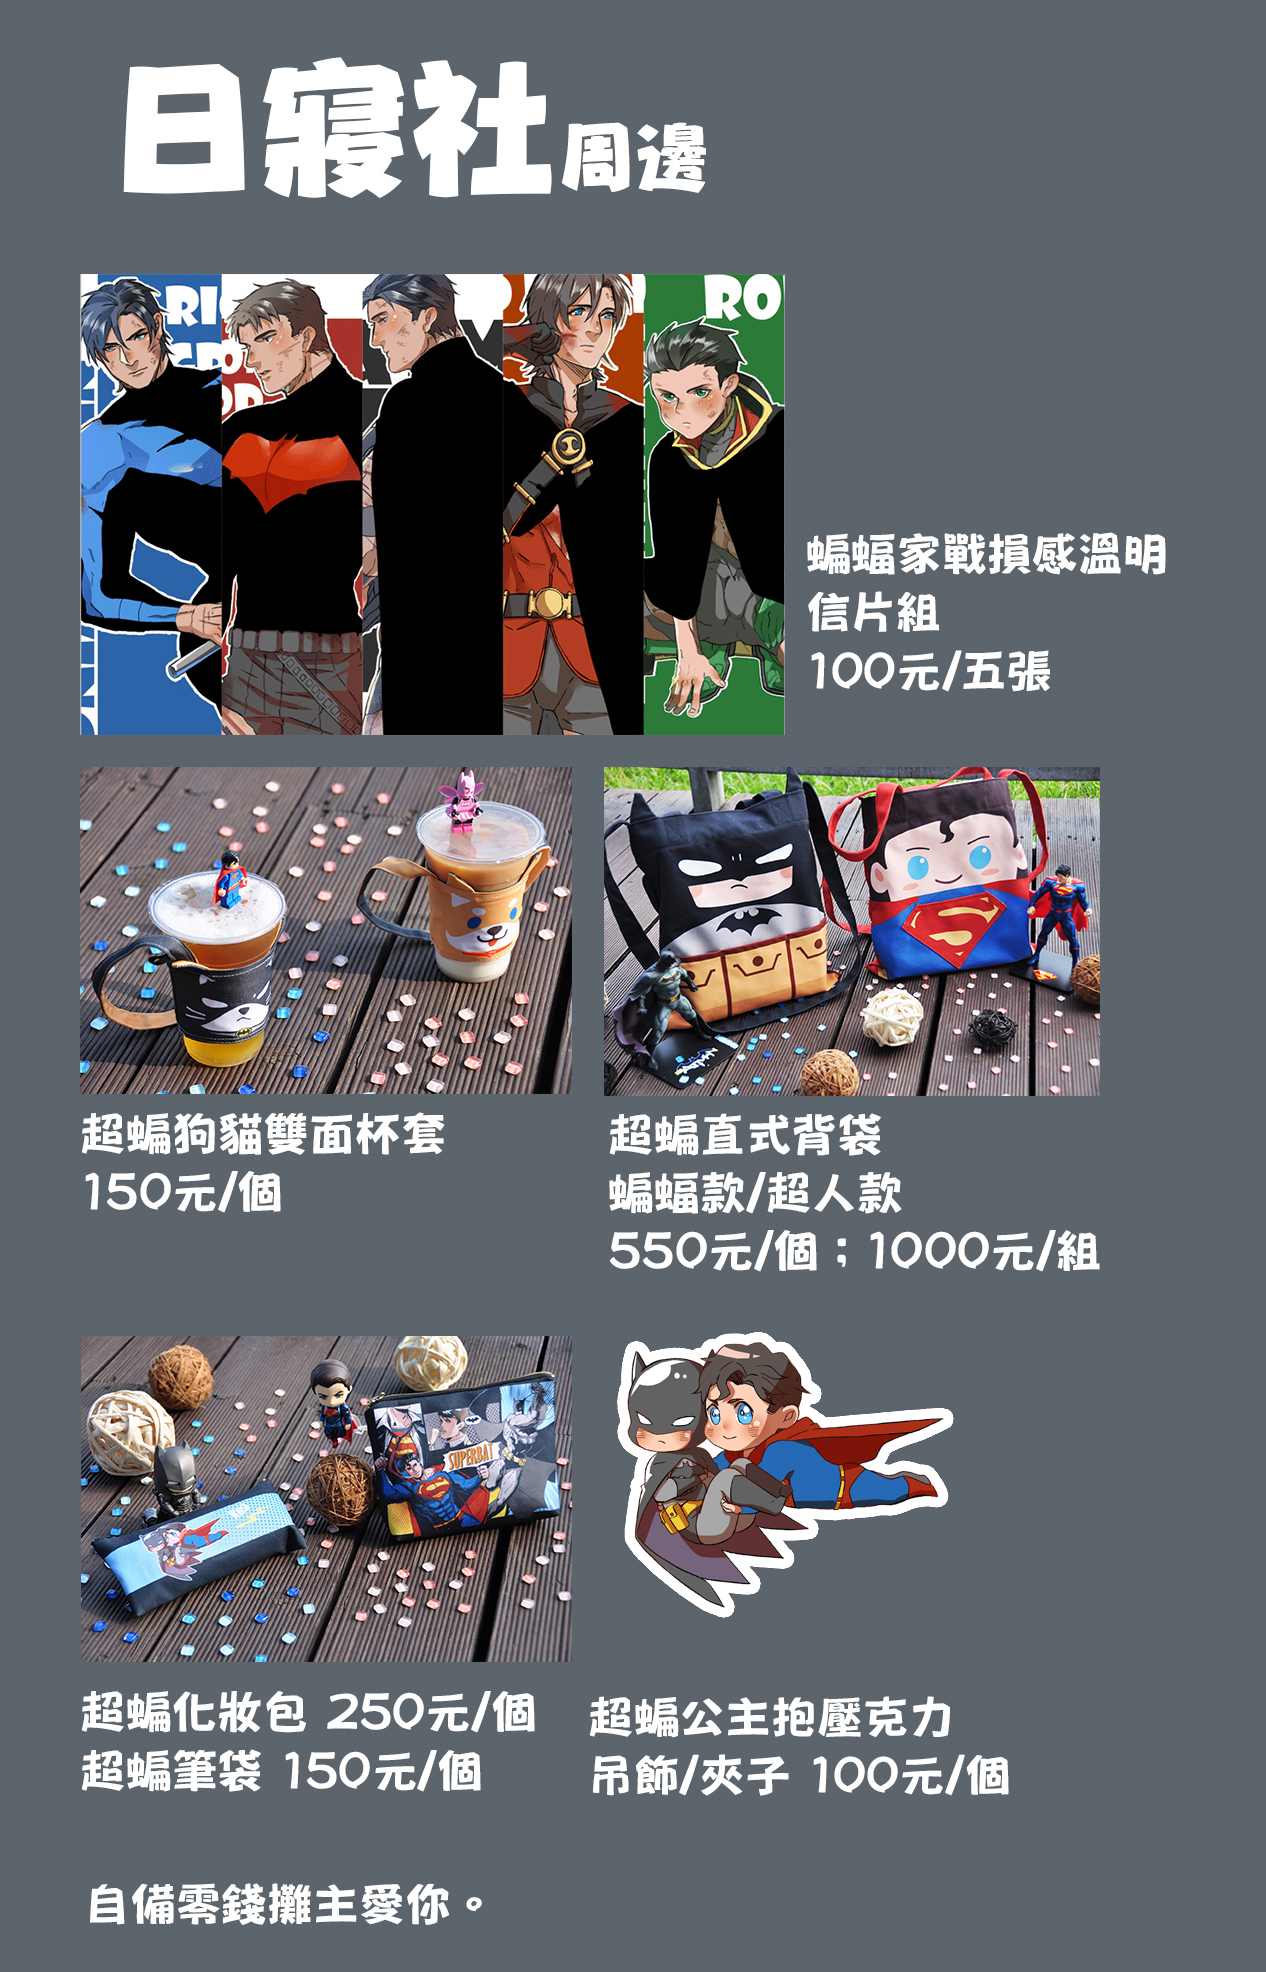 日寢社周邊
RI
RO
蝙蝠家戰損感溫明
信片組
100元/五張
超蝙狗貓雙面杯套
150元/個
超蝙直式背袋
蝙蝠款/超人款
550元/個；1000元/組
SUPERBAT
超蝙化妝包 250元/個
超蝙筆袋 150元/個
超蝙公主抱壓克力
吊飾/夾子 100元/個
自備零錢攤主愛你。